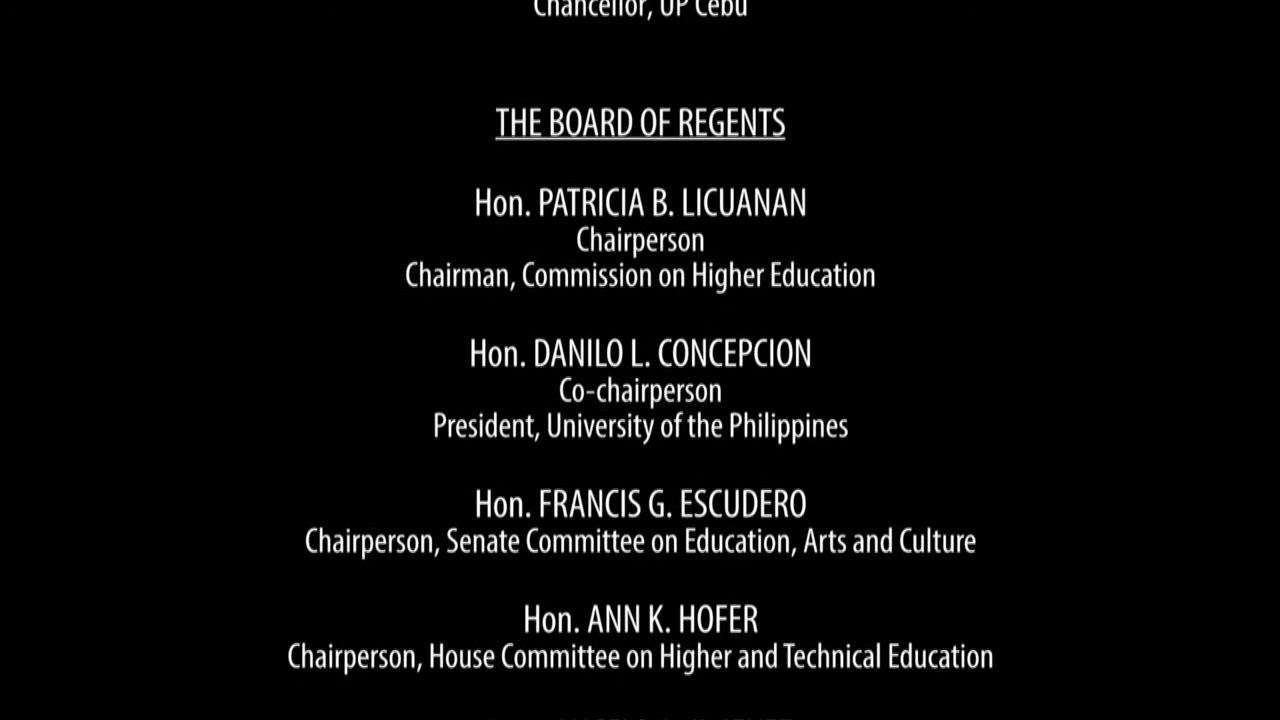 Chancellor, UP Cebu
THE BOARD OF REGENTS
Hon. PATRICIA B. LICUANAN
Chairperson
Chairman, Commission on Higher Education
Hon. DANILO L. CONCEPCION
Co-chairperson
President, University of the Philippines
Hon. FRANCIS G. ESCUDERO
Chairperson, Senate Committee on Education, Arts and Culture
Hon. ANN K. HOFER
Chairperson, House Committee on Higher and Technical Education